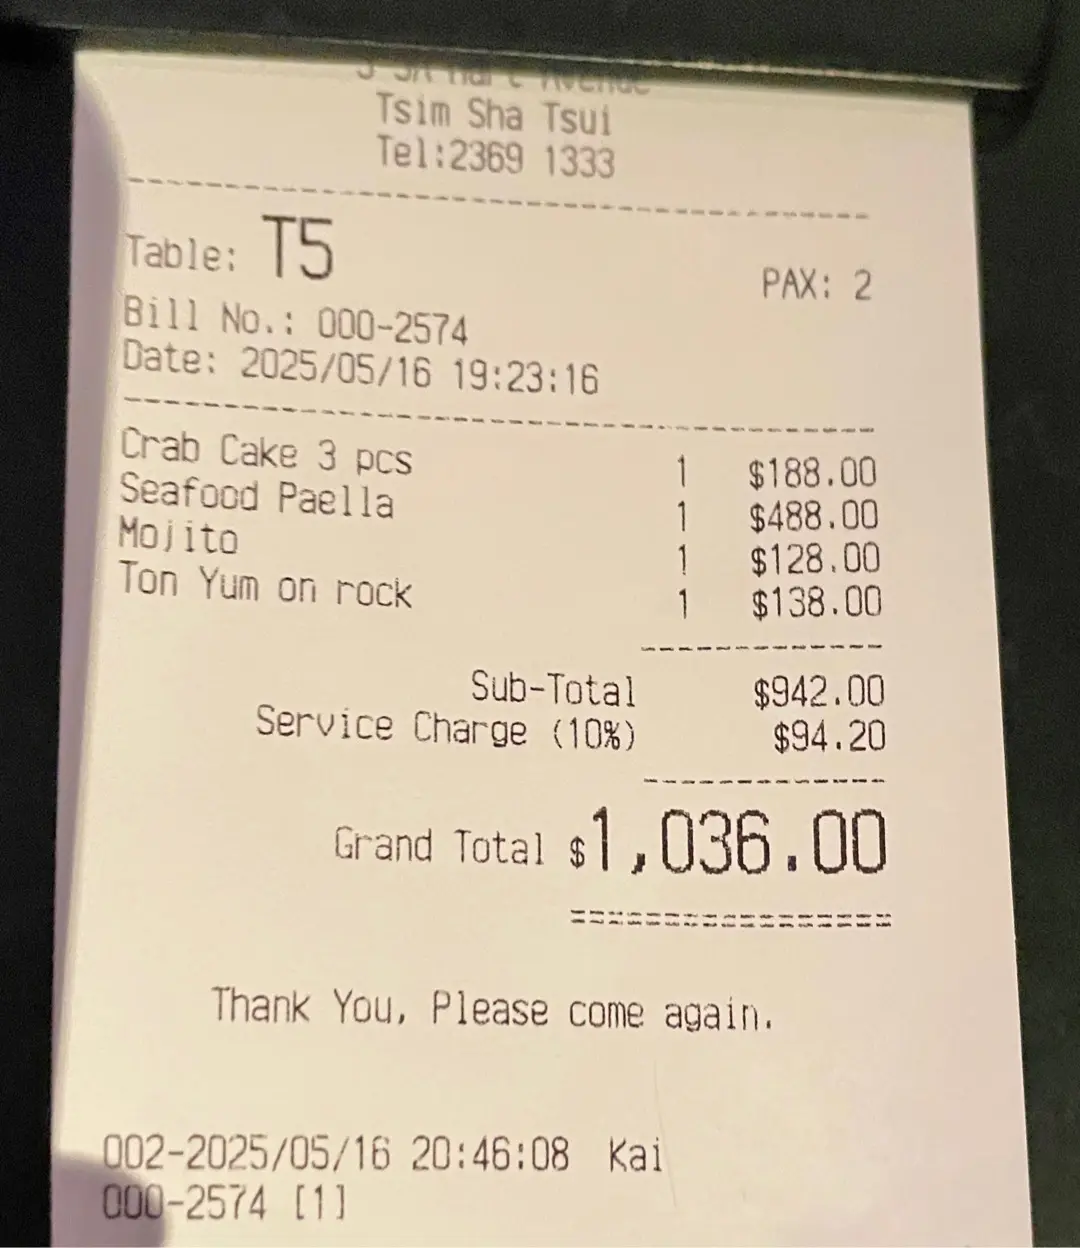 Tsim Sha Tsui
Tel:2369 1333
Table: T5 PAX: 2
Bill No.: 000-2574
Date: 2025/05/16 19:23:16
Crab Cake 3 pcs 1 $188.00
Seafood Paella 1 $488.00
Mojito 1 $128.00
Ton Yum on rock 1 $138.00
Sub-Total $942.00
Service Charge (10%) $94.20
Grand Total $1,036.00
Thank You, Please come again.
002-2025/05/16 20:46:08 Kai
000-2574 [1]